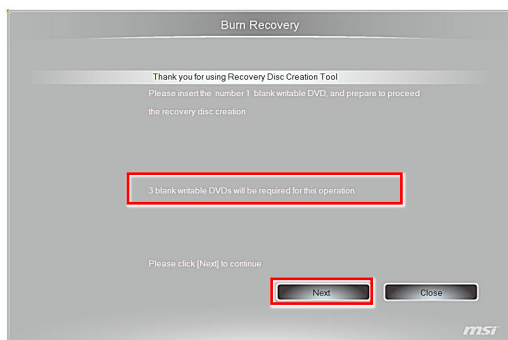 Burn Recovery
Thank you for using Recovery Disc Creation Tool
Please insert the number 1 blank writable DVD, and prepare to proceed
the recovery disc creation
3 blank writable DVDs will be required for this operation
Please click [Next] to continue
Next Close
msi